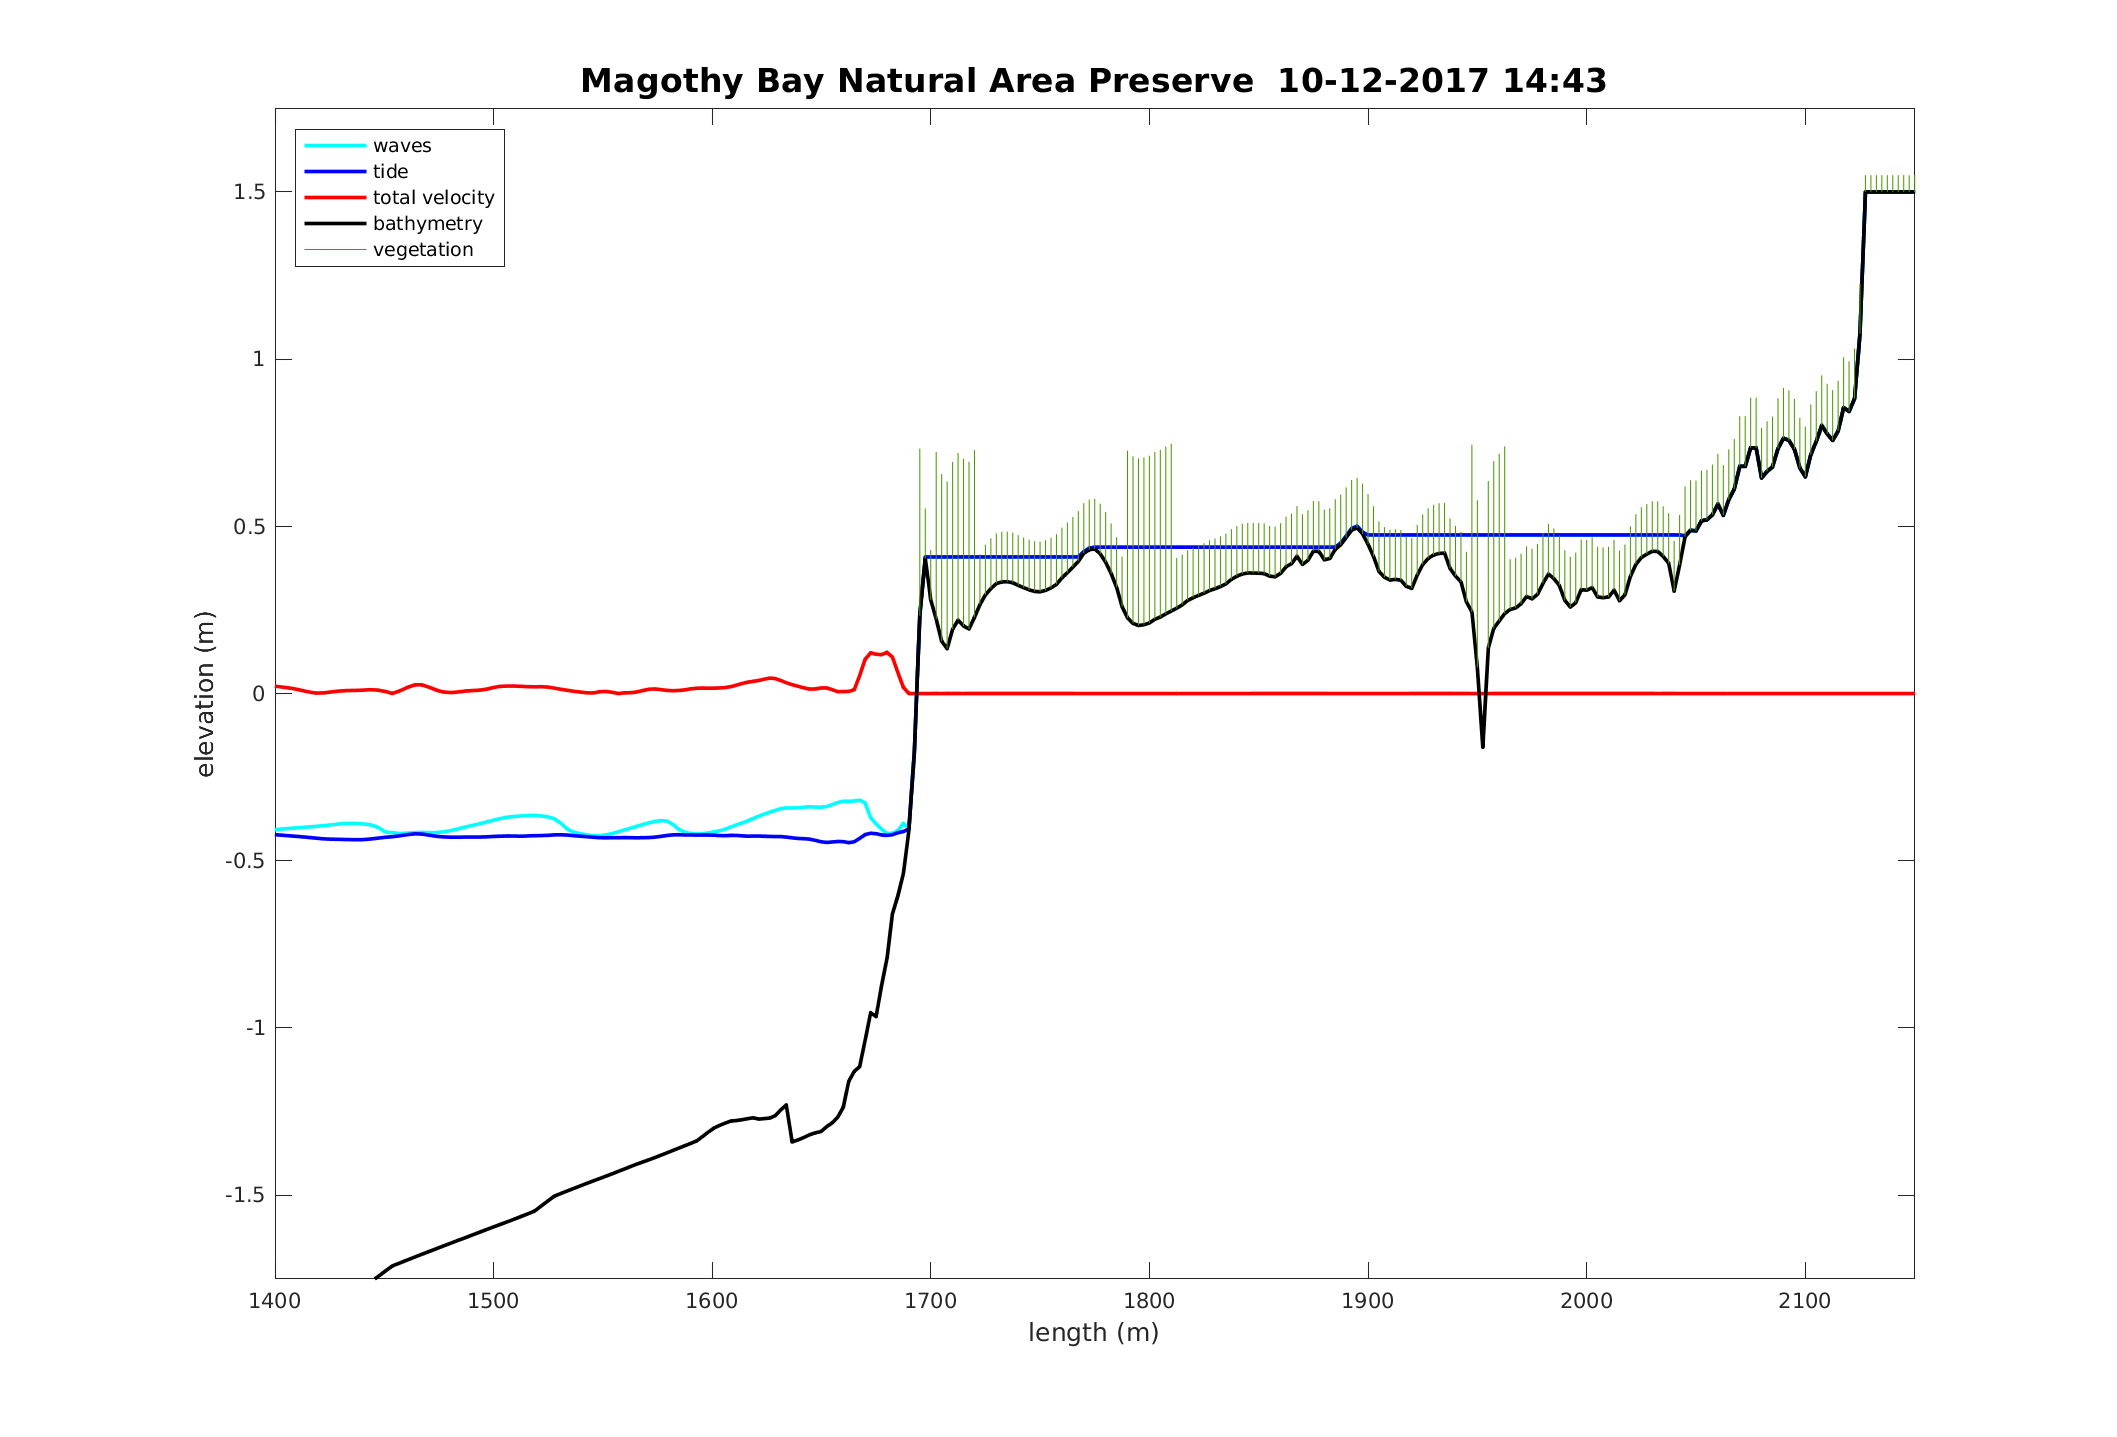 Magothy Bay Natural Area Preserve  10-12-2017 14:43
waves
tide
total velocity
bathymetry
vegetation
1.5
1
0.5
0
-0.5
-1
-1.5
elevation (m)
1400 1500 1600 1700 1800 1900 2000 2100
length (m)